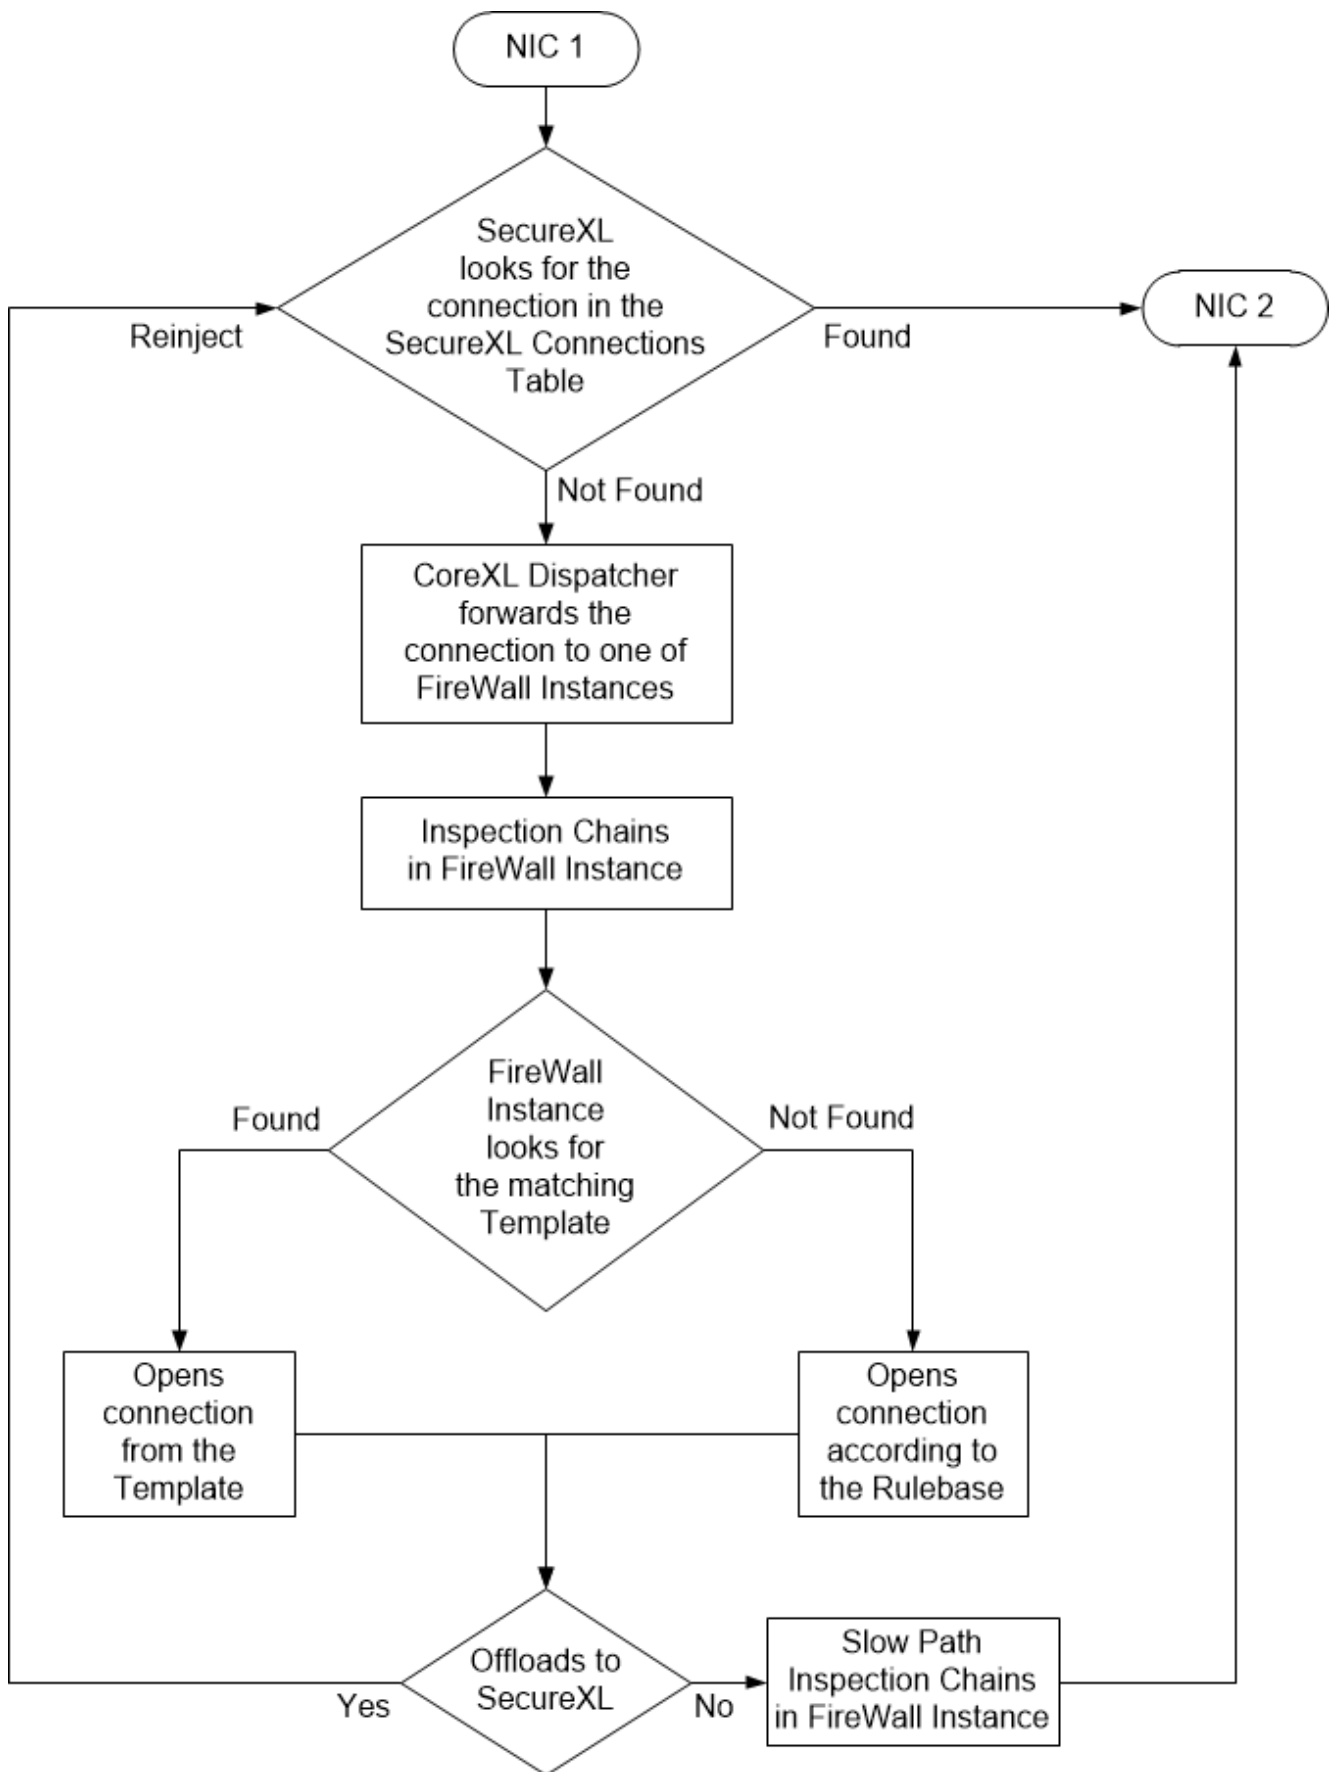 NIC 1
SecureXL
looks for the
connection in the
SecureXL Connections
Table
Reinject
Found
NIC 2
Not Found
CoreXL Dispatcher
forwards the
connection to one of
FireWall Instances
Inspection Chains
in FireWall Instance
FireWall
Instance
looks for
the matching
Template
Found
Not Found
Opens
connection
from the
Template
Opens
connection
according to
the Rulebase
Offloads to
SecureXL
Yes
No
Slow Path
Inspection Chains
in FireWall Instance